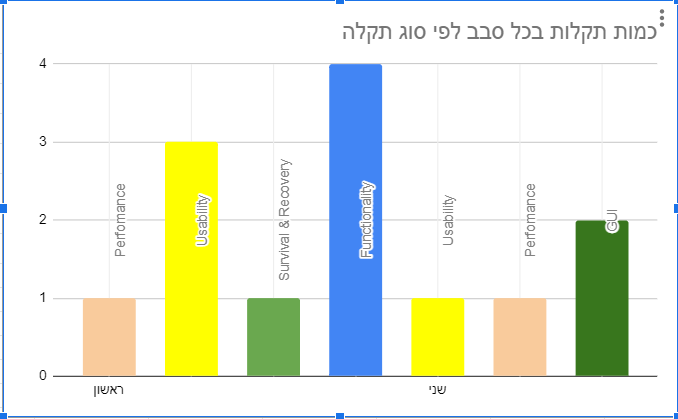 כמות תקלות בכל סבב לפי סוג תקלה
4
3
2
1
0
Perfomance
Usability
Survival & Recovery
Functionality
Usability
Perfomance
GUI
ראשון
שני